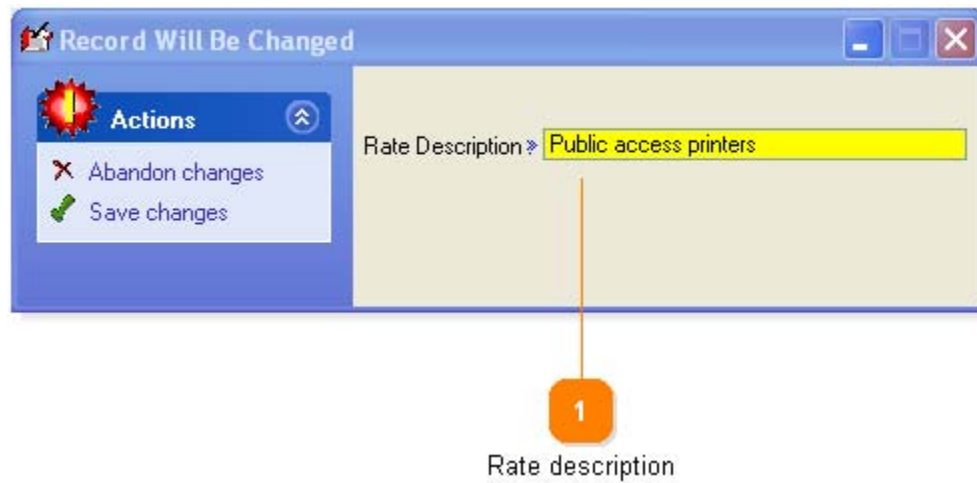 Record Will Be Changed
Actions
Abandon changes
Save changes
Rate Description » Public access printers
1
Rate description